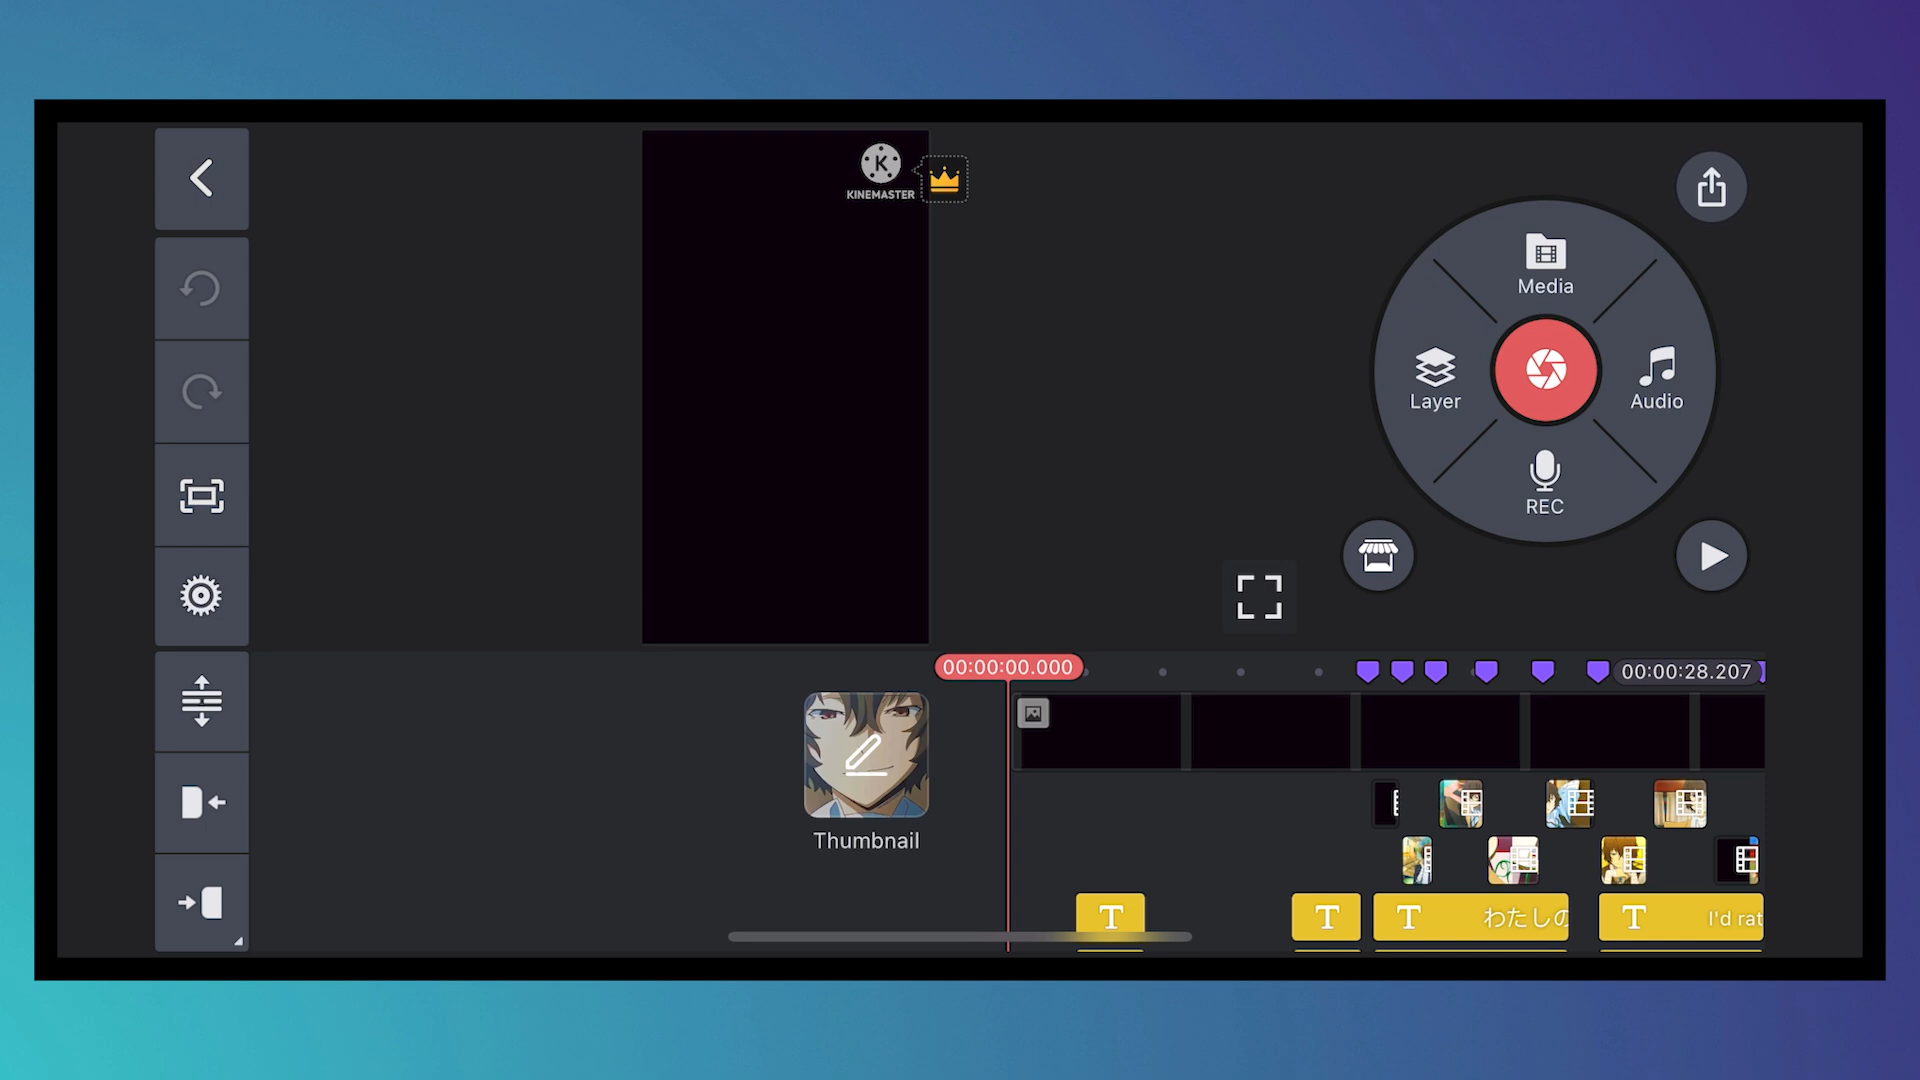 KINEMASTER
Media
Layer
Audio
REC
00:00:00.000
00:00:28.207
Thumbnail
T
T
T わたしの
T I'd rat